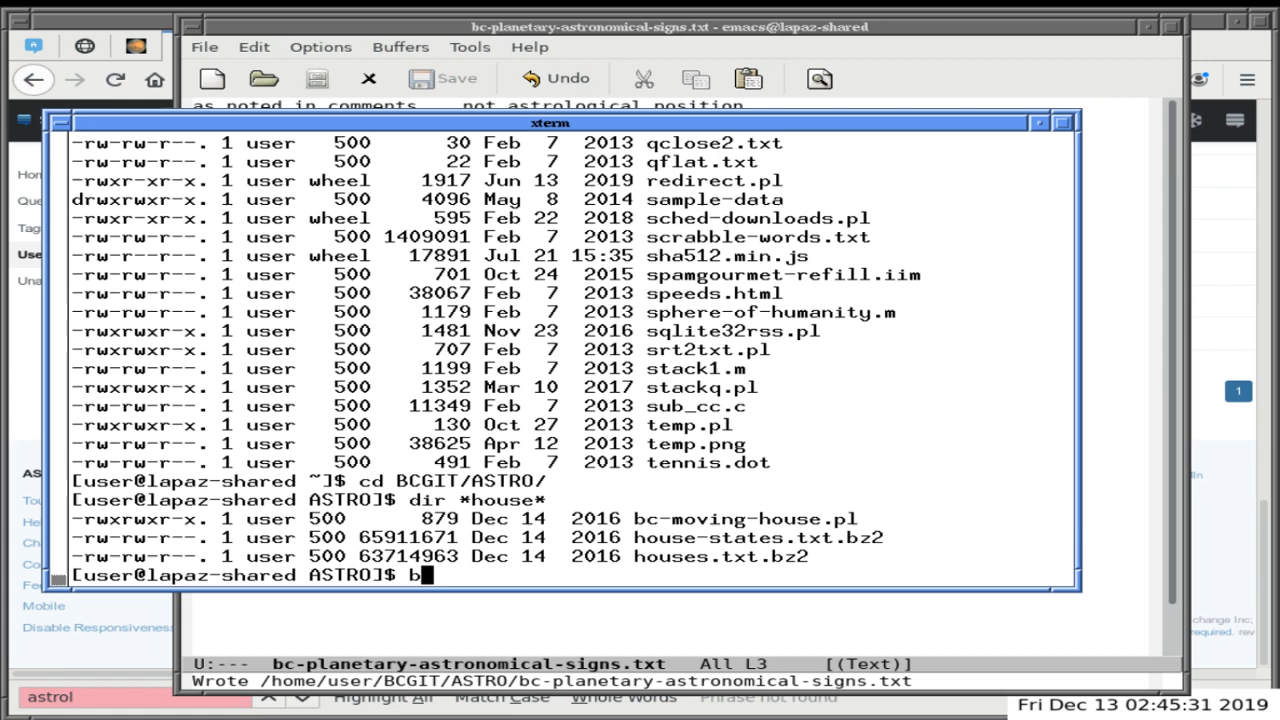 bc-planetary-astronomical-signs.txt - emacs@lapaz-shared
File Edit Options Buffers Tools Help
Save Undo
as noted in comments not astrological position
xterm
-rw-rw-r--. 1 user 500 30 Feb 7 2013 qclose2.txt
-rw-rw-r--. 1 user 500 22 Feb 7 2013 qflat.txt
-rwxr-xr-x. 1 user wheel 1917 Jun 13 2019 redirect.pl
drwxrwxr-x. 1 user 500 4096 May 8 2014 sample-data
-rwxr-xr-x. 1 user wheel 595 Feb 22 2018 sched-downloads.pl
-rw-rw-r--. 1 user 500 1409091 Feb 7 2013 scrabble-words.txt
-rw-r--r--. 1 user wheel 17891 Jul 21 15:35 sha512.min.js
-rw-rw-r--. 1 user 500 701 Oct 24 2015 spamgourmet-refill.iim
-rw-rw-r--. 1 user 500 38067 Feb 7 2013 speeds.html
-rw-rw-r--. 1 user 500 1179 Feb 7 2013 sphere-of-humanity.m
-rwxrwxr-x. 1 user 500 1481 Nov 23 2016 sqlite32rss.pl
-rwxrwxr-x. 1 user 500 707 Feb 7 2013 srt2txt.pl
-rw-rw-r--. 1 user 500 1199 Feb 7 2013 stack1.m
-rwxrwxr-x. 1 user 500 1352 Mar 10 2017 stackq.pl
-rw-rw-r--. 1 user 500 11349 Feb 7 2013 sub_cc.c
-rwxrwxr-x. 1 user 500 130 Oct 27 2013 temp.pl
-rw-rw-r--. 1 user 500 38625 Apr 12 2013 temp.png
-rw-rw-r--. 1 user 500 491 Feb 7 2013 tennis.dot
[user@lapaz-shared ~]$ cd BCGIT/ASTRO/
[user@lapaz-shared ASTRO]$ dir *house*
-rwxrwxr-x. 1 user 500 879 Dec 14 2016 bc-moving-house.pl
-rw-rw-r--. 1 user 500 65911671 Dec 14 2016 house-states.txt.bz2
-rw-rw-r--. 1 user 500 63714963 Dec 14 2016 houses.txt.bz2
[user@lapaz-shared ASTRO]$ b
1
AS
Mobile
Disable Responsiveness
change Inc;
required. rev
U:--- bc-planetary-astronomical-signs.txt All L3 [(Text)]
Wrote /home/user/BCGIT/ASTRO/bc-planetary-astronomical-signs.txt
astrol Highlight All Match Case Whole Words Phrase not found
Fri Dec 13 02:45:31 2019